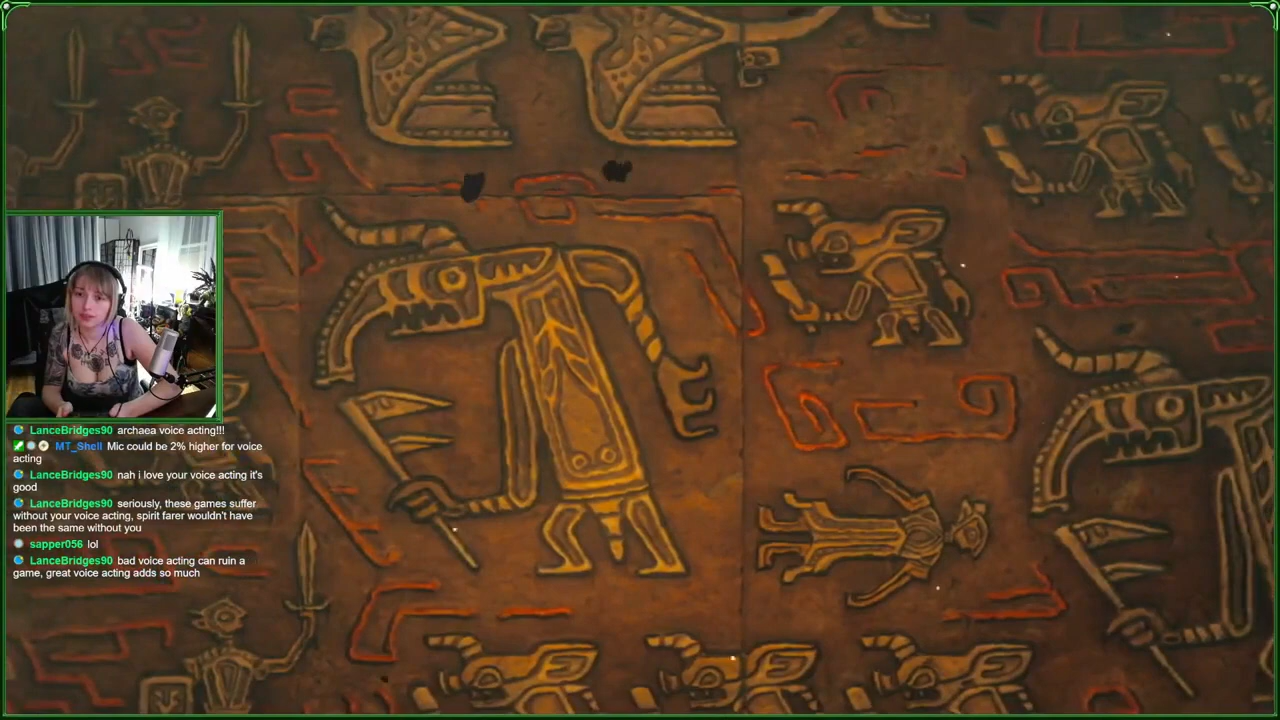 LanceBridges90 archaea voice acting!!!
MT_Shell Mic could be 2% higher for voice
acting
LanceBridges90 nah i love your voice acting it's
good
LanceBridges90 seriously, these games suffer
without your voice acting, spirit farer wouldn't have
been the same without you
sapper056 lol
LanceBridges90 bad voice acting can ruin a
game, great voice acting adds so much